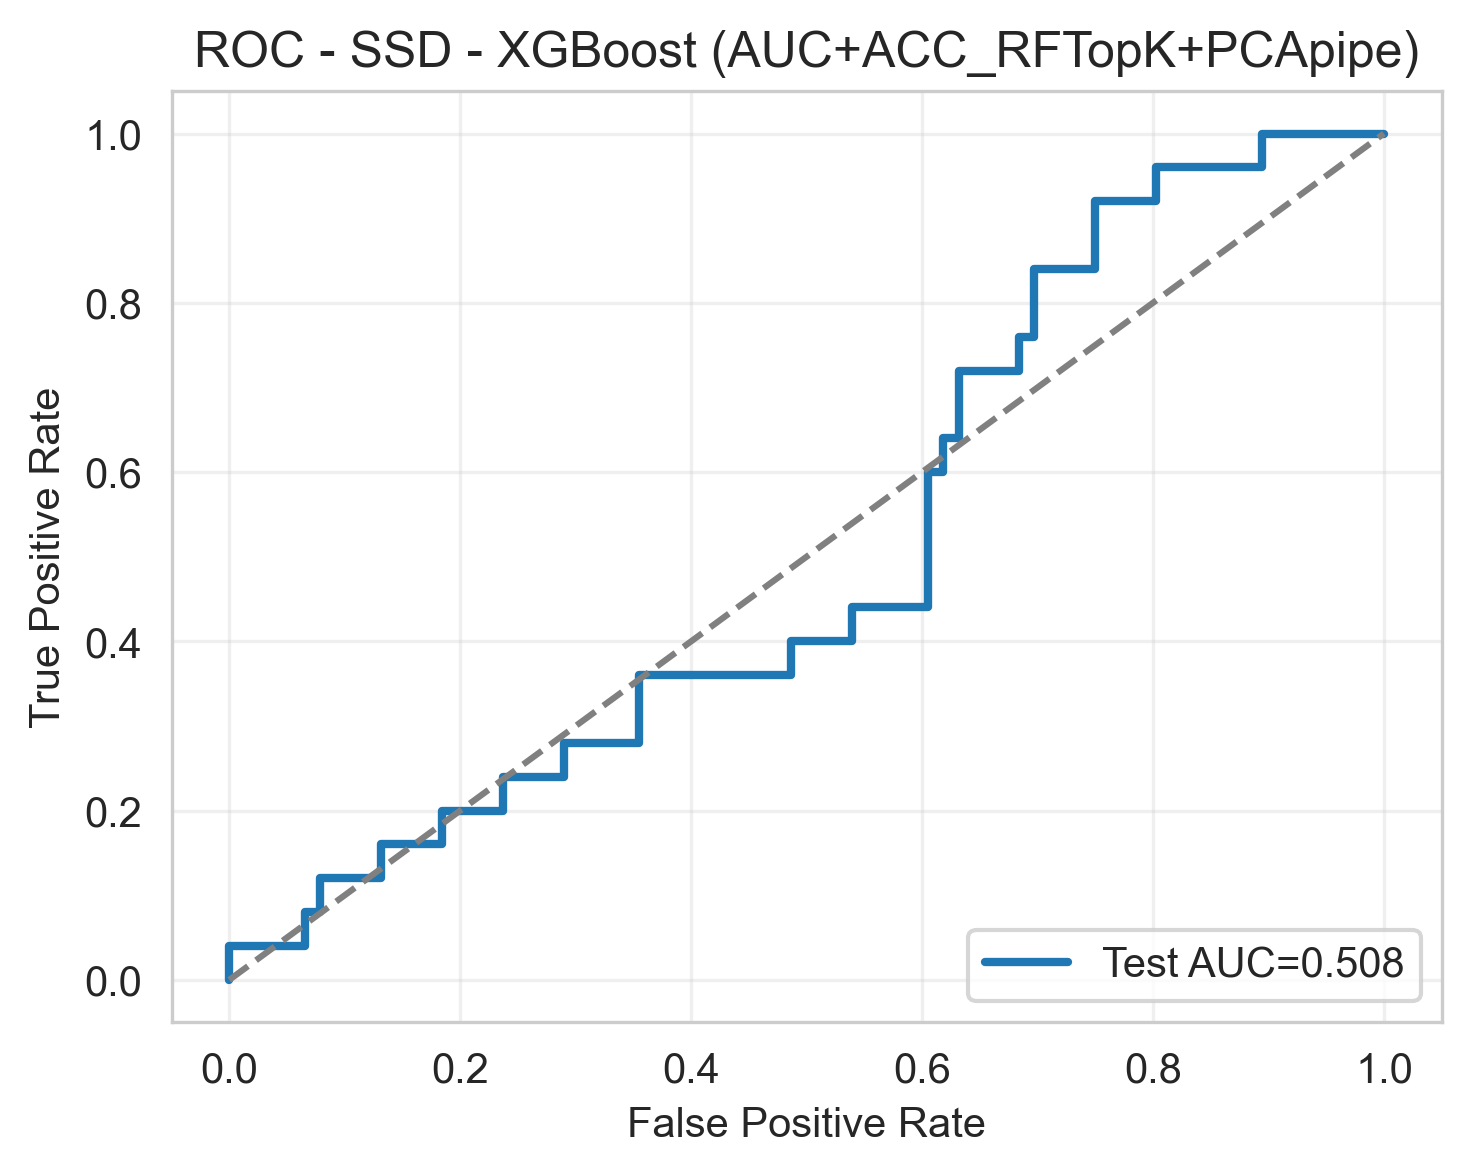 ROC - SSD - XGBoost (AUC+ACC_RFTopK+PCApipe)
1.0
0.8
0.6
0.4
0.2
0.0
True Positive Rate
Test AUC=0.508
0.0 0.2 0.4 0.6 0.8 1.0
False Positive Rate